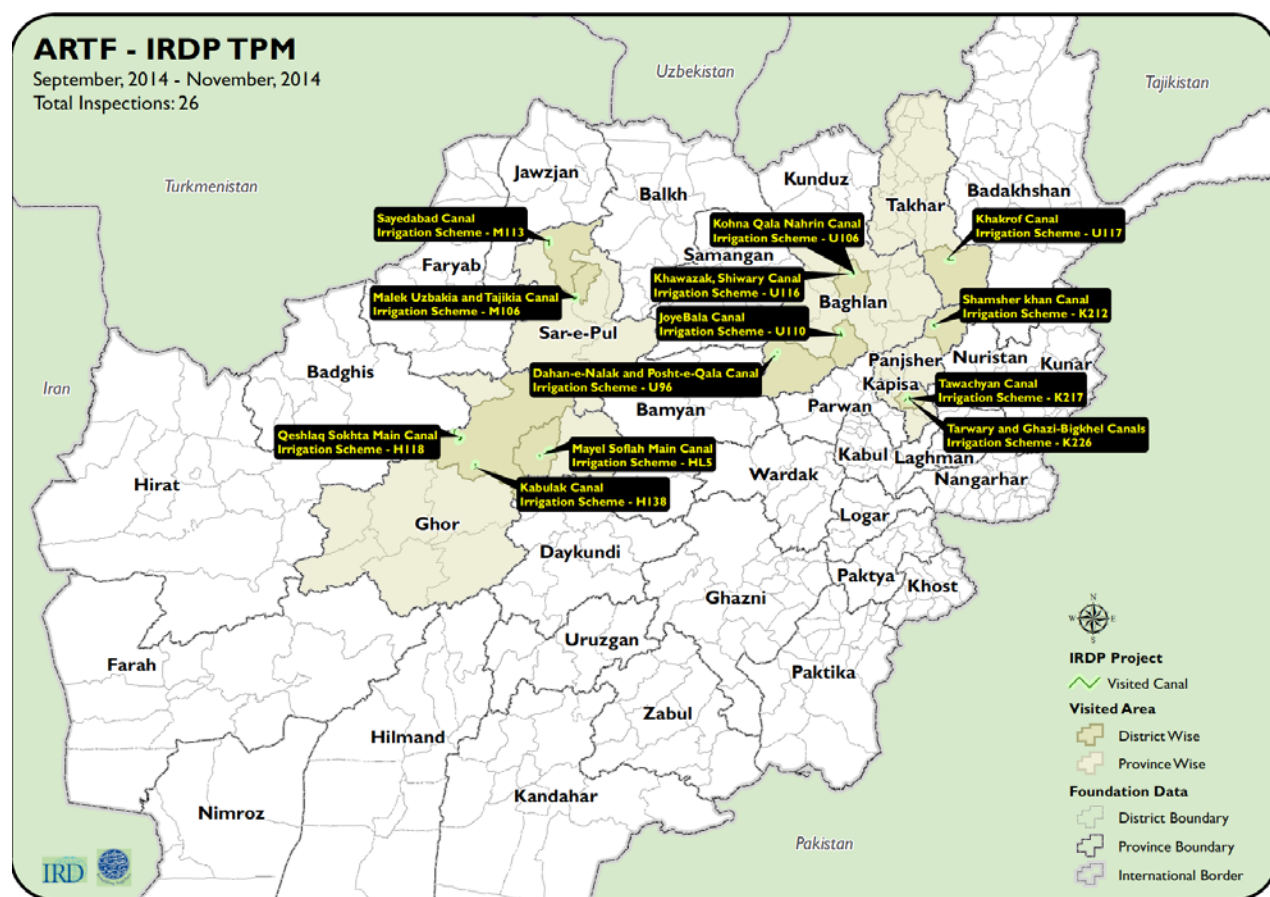 ARTF - IRDP TPM
September, 2014 - November, 2014
Total Inspections: 26
Uzbekistan
Tajikistan
Turkmenistan
Iran
Pakistan
Jawzjan
Balkh
Kunduz
Takhar
Badakhshan
Sayedabad Canal
Irrigation Scheme - M113
Kohna Qala Nahrin Canal
Irrigation Scheme - U106
Khakrof Canal
Irrigation Scheme - U117
Faryab
Samangan
Khawazak, Shiwary Canal
Irrigation Scheme - U116
Baghlan
Malek Uzbakia and Tajikia Canal
Irrigation Scheme - M106
Shamsher khan Canal
Irrigation Scheme - K212
JoyeBala Canal
Irrigation Scheme - U110
Sar-e-Pul
Panjsher
Nuristan
Kunar
Badghis
Dahan-e-Nalak and Posht-e-Qala Canal
Irrigation Scheme - U96
Kapisa
Tawachyan Canal
Irrigation Scheme - K217
Bamyan
Parwan
Tarwary and Ghazi-Bigkhel Canals
Irrigation Scheme - K226
Qeshlaq Sokhta Main Canal
Irrigation Scheme - H118
Mayel Soflah Main Canal
Irrigation Scheme - HL5
Kabul
Laghman
Hirat
Wardak
Nangarhar
Kabulak Canal
Irrigation Scheme - H138
Ghor
Logar
Daykundi
Paktya
Khost
Ghazni
Uruzgan
Farah
Paktika
Zabul
Hilmand
Kandahar
Nimroz
N
W
E
S
IRDP Project
Visited Canal
Visited Area
District Wise
Province Wise
Foundation Data
District Boundary
Province Boundary
International Border
IRD